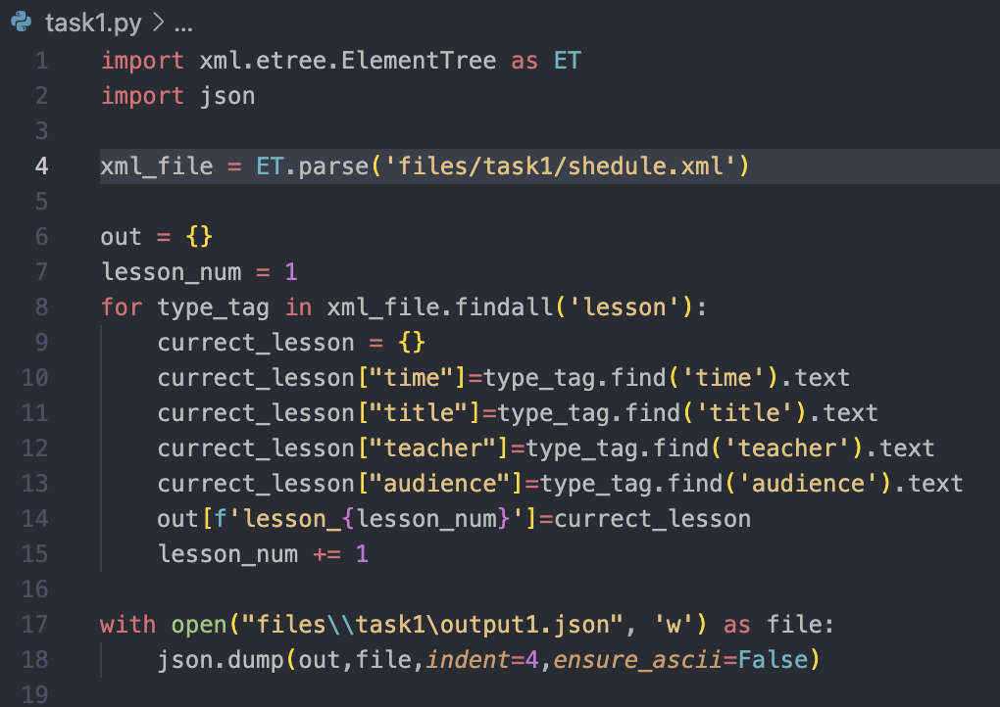 task1.py > ...
1 import xml.etree.ElementTree as ET
2 import json
3
4 xml_file = ET.parse('files/task1/shedule.xml')
5
6 out = {}
7 lesson_num = 1
8 for type_tag in xml_file.findall('lesson'):
9     currect_lesson = {}
10     currect_lesson["time"]=type_tag.find('time').text
11     currect_lesson["title"]=type_tag.find('title').text
12     currect_lesson["teacher"]=type_tag.find('teacher').text
13     currect_lesson["audience"]=type_tag.find('audience').text
14     out[f'lesson_{lesson_num}']=currect_lesson
15     lesson_num += 1
16
17 with open("files\\task1\output1.json", 'w') as file:
18     json.dump(out,file,indent=4,ensure_ascii=False)
19